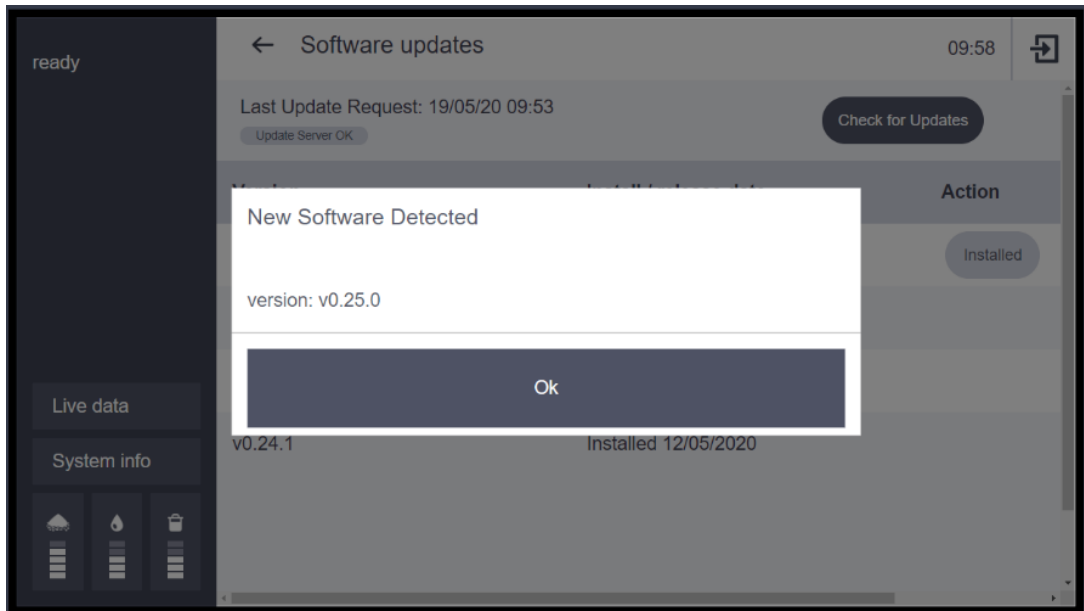 ready
← Software updates
09:58
Last Update Request: 19/05/20 09:53
Update Server OK
Check for Updates
Action
New Software Detected
Installed
version: v0.25.0
Ok
v0.24.1 Installed 12/05/2020
Live data
System info